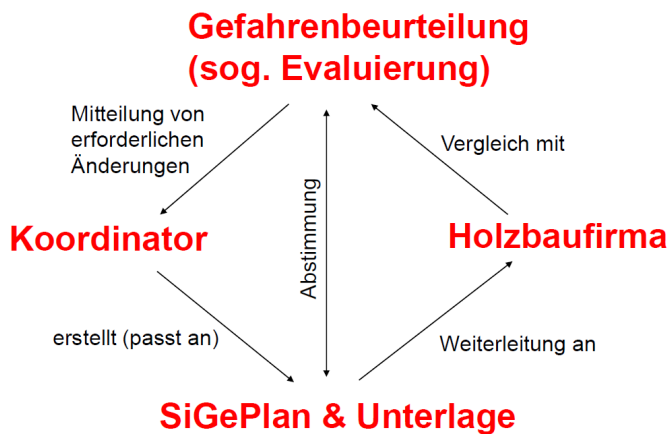 Gefahrenbeurteilung
(sog. Evaluierung)
Mitteilung von
erforderlichen
Änderungen
Vergleich mit
Abstimmung
Koordinator
Holzbaufirma
erstellt (passt an)
Weiterleitung an
SiGePlan & Unterlage